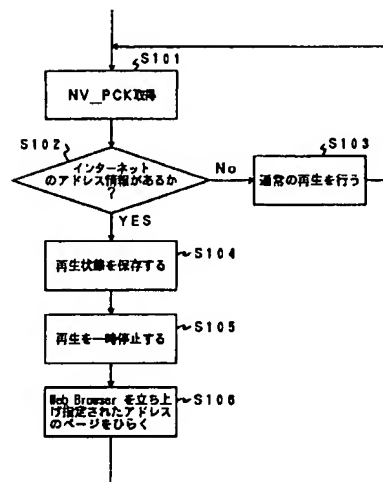 S101
NV_PCK取得
S102
インターネット
のアドレス情報があるか
?
No
S103
通常の再生を行う
YES
再生状態を保存する
S104
再生を一時停止する
S105
Web Browser を立ち上
げ指定されたアドレス
のページをひらく
S106